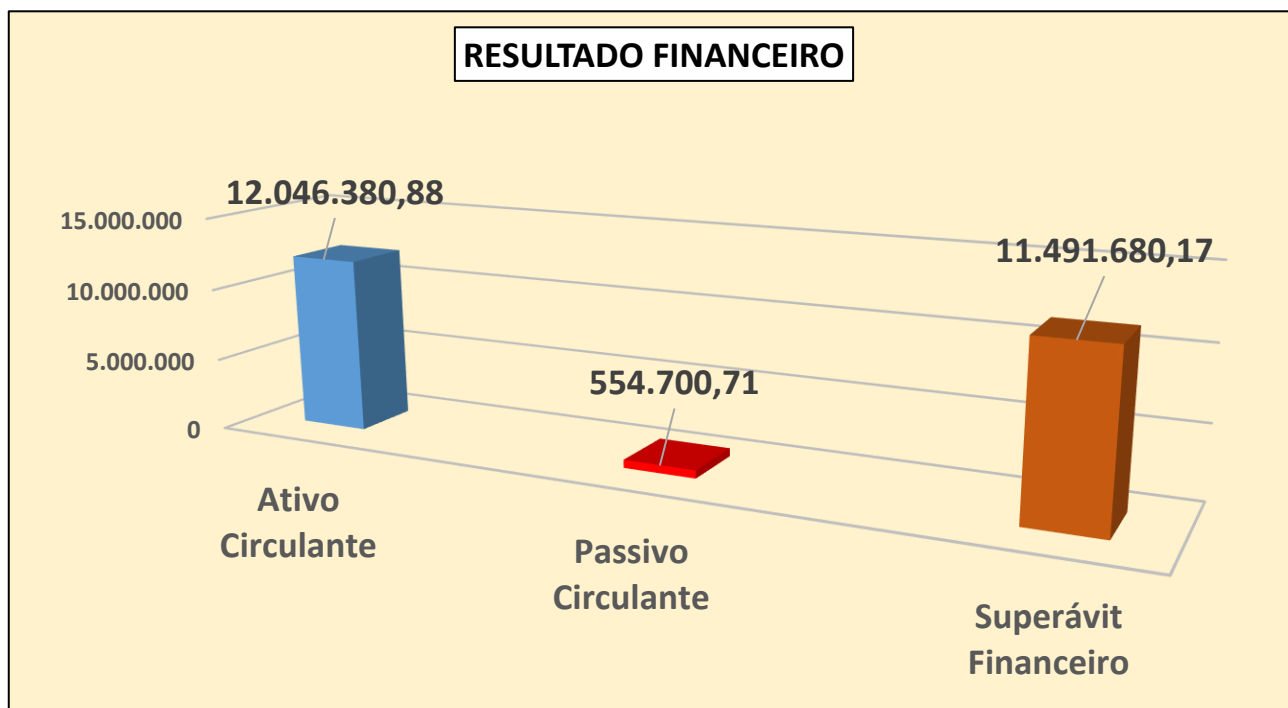 RESULTADO FINANCEIRO
12.046.380,88
15.000.000
11.491.680,17
10.000.000
5.000.000
554.700,71
0
Ativo
Circulante
Passivo
Circulante
Superávit
Financeiro